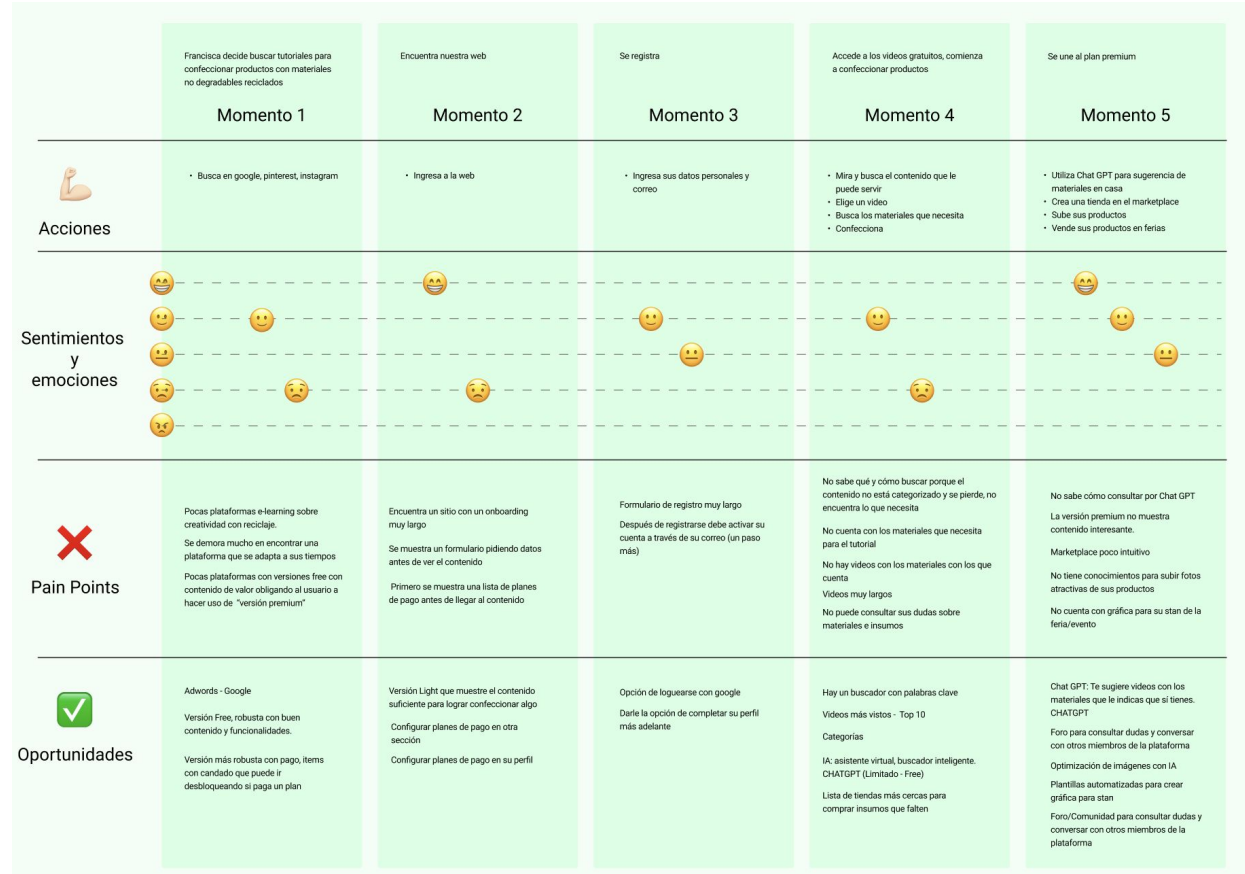 Francisca decide buscar tutoriales para
confeccionar productos con materiales
no degradables reciclados
Momento 1
Encuentra nuestra web
Momento 2
Se registra
Momento 3
Accede a los videos gratuitos, comienza
a confeccionar productos
Momento 4
Se une al plan premium
Momento 5
Acciones
• Busca en google, pinterest, instagram
• Ingresa a la web
• Ingresa sus datos personales y
correo
• Mira y busca el contenido que le
puede servir
• Elige un video
• Busca los materiales que necesita
• Confecciona
• Utiliza Chat GPT para sugerencia de
materiales en casa
• Crea una tienda en el marketplace
• Sube sus productos
• Vende sus productos en ferias
Sentimientos
y
emociones
Pain Points
Pocas plataformas e-learning sobre
creatividad con reciclaje.
Se demora mucho en encontrar una
plataforma que se adapta a sus tiempos
Pocas plataformas con versiones free con
contenido de valor obligando al usuario a
hacer uso de "versión premium"
Encuentra un sitio con un onboarding
muy largo
Se muestra un formulario pidiendo datos
antes de ver el contenido
Primero se muestra una lista de planes
de pago antes de llegar al contenido
Formulario de registro muy largo
Después de registrarse debe activar su
cuenta a través de su correo (un paso
más)
No sabe qué y cómo buscar porque el
contenido no está categorizado y se pierde, no
encuentra lo que necesita
No cuenta con los materiales que necesita
para el tutorial
No hay videos con los materiales con los que
cuenta
Videos muy largos
No puede consultar sus dudas sobre
materiales e insumos
No sabe cómo consultar por Chat GPT
La versión premium no muestra
contenido interesante.
Marketplace poco intuitivo
No tiene conocimientos para subir fotos
atractivas de sus productos
No cuenta con gráfica para su stan de la
feria/evento
Oportunidades
Adwords - Google
Versión Free, robusta con buen
contenido y funcionalidades.
Versión más robusta con pago, items
con candado que puede ir
desbloqueando si paga un plan
Versión Light que muestre el contenido
suficiente para lograr confeccionar algo
Configurar planes de pago en otra
sección
Configurar planes de pago en su perfil
Opción de loguearse con google
Darle la opción de completar su perfil
más adelante
Hay un buscador con palabras clave
Videos más vistos - Top 10
Categorías
IA: asistente virtual, buscador inteligente.
CHATGPT (Limitado - Free)
Lista de tiendas más cercas para
comprar insumos que falten
Chat GPT: Te sugiere videos con los
materiales que le indicas que sí tienes.
CHATGPT
Foro para consultar dudas y conversar
con otros miembros de la plataforma
Optimización de imágenes con IA
Plantillas automatizadas para crear
gráfica para stan
Foro/Comunidad para consultar dudas y
conversar con otros miembros de la
plataforma